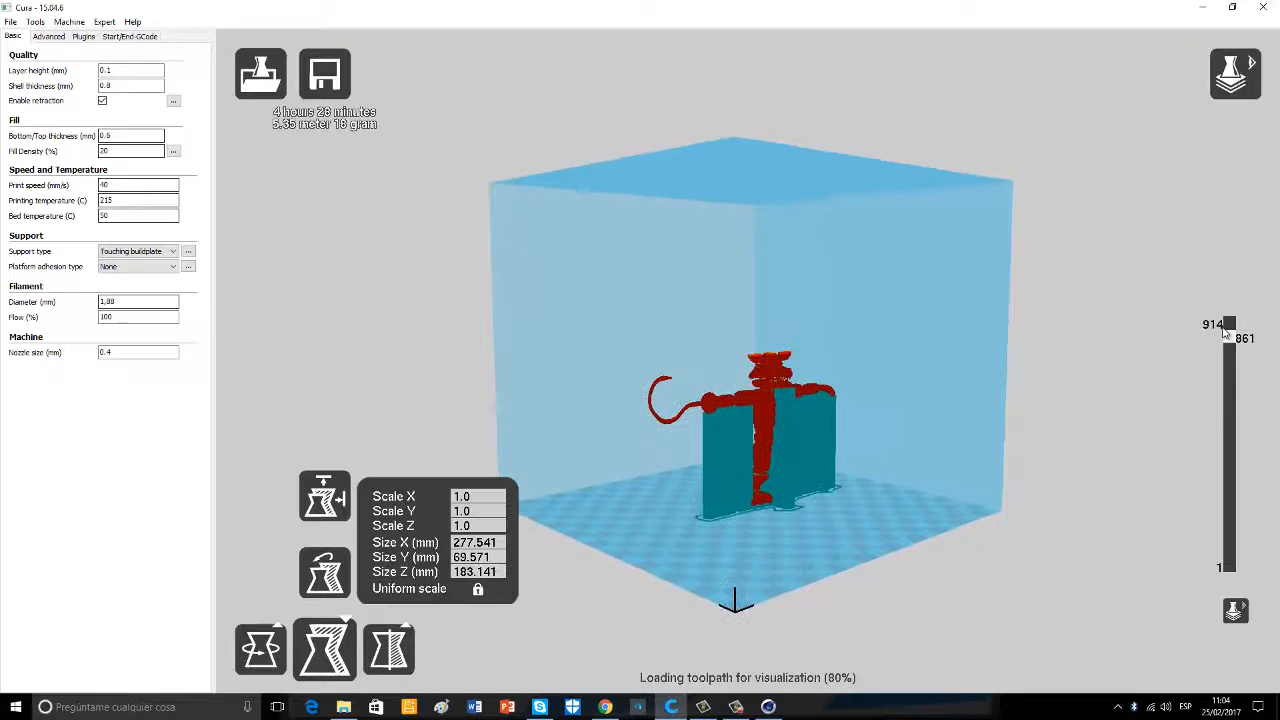 Cura - 15.04.6
File Tools Machine Expert Help
Basic Advanced Plugins Start/End-GCode
Quality
Layer height (mm) 0.1
Shell thickness (mm) 0.8
Enable retraction ...
Fill
Bottom/Top thickness (mm) 0.6
Fill Density (%) 20 ...
Speed and Temperature
Print speed (mm/s) 40
Printing temperature (C) 215
Bed temperature (C) 50
Support
Support type Touching buildplate ...
Platform adhesion type None ...
Filament
Diameter (mm) 1,88
Flow (%) 100
Machine
Nozzle size (mm) 0.4
4 hours 28 minutes
5.35 meter 16 gram
914
861
1
Scale X 1.0
Scale Y 1.0
Scale Z 1.0
Size X (mm) 277.541
Size Y (mm) 69.571
Size Z (mm) 183.141
Uniform scale
Loading toolpath for visualization (80%)
Pregúntame cualquier cosa
ESP
11:04
25/02/2017